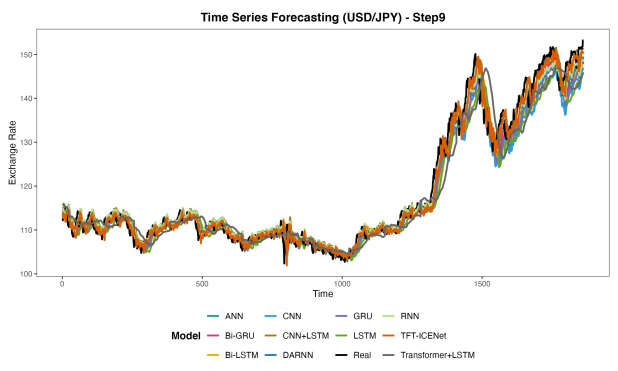 Time Series Forecasting (USD/JPY) - Step9
Exchange Rate
150
140
130
120
110
100
0 500 1000 1500
Time
Model
ANN CNN GRU RNN
Bi-GRU CNN+LSTM LSTM TFT-ICENet
Bi-LSTM DARNN Real Transformer+LSTM